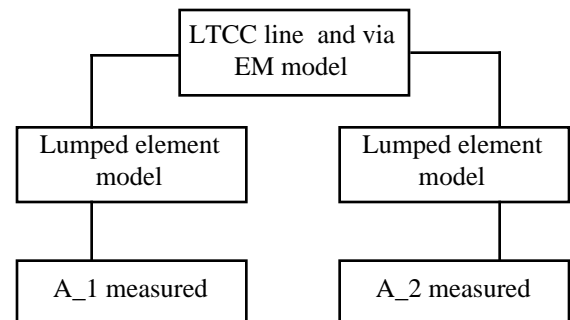 LTCC line and via
EM model
Lumped element
model
Lumped element
model
A_1 measured
A_2 measured